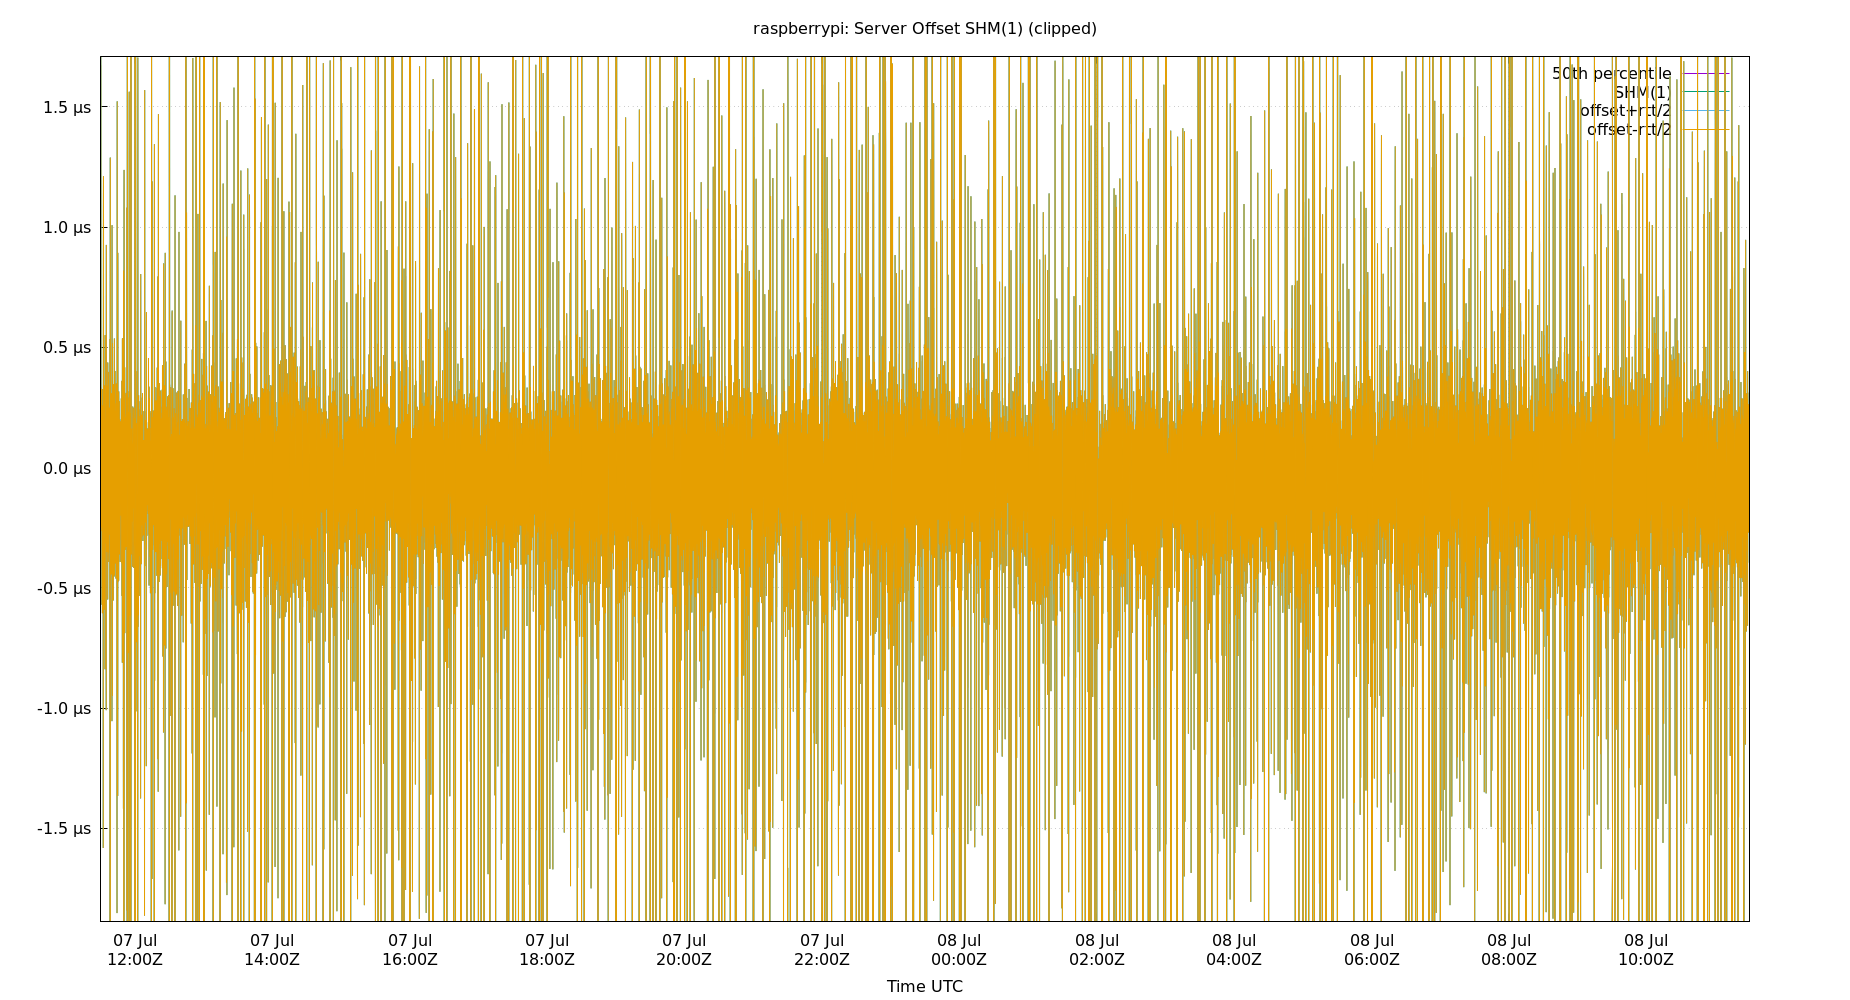 raspberrypi: Server Offset SHM(1) (clipped)
50th percentile
SHM(1)
offset+rtt/2
offset-rtt/2
1.5 µs
1.0 µs
0.5 µs
0.0 µs
-0.5 µs
-1.0 µs
-1.5 µs
07 Jul 07 Jul 07 Jul 07 Jul 07 Jul 07 Jul 08 Jul 08 Jul 08 Jul 08 Jul 08 Jul 08 Jul
12:00Z 14:00Z 16:00Z 18:00Z 20:00Z 22:00Z 00:00Z 02:00Z 04:00Z 06:00Z 08:00Z 10:00Z
Time UTC